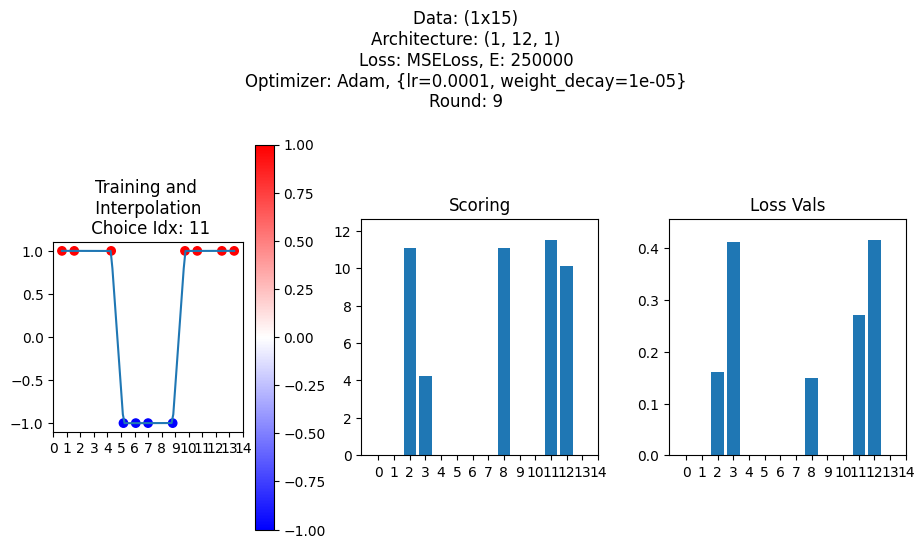 Data: (1x15)
Architecture: (1, 12, 1)
Loss: MSELoss, E: 250000
Optimizer: Adam, {lr=0.0001, weight_decay=1e-05}
Round: 9
Training and
Interpolation
Choice Idx: 11
1.0
0.5
0.0
−0.5
−1.0
0 1 2 3 4 5 6 7 8 9 10 11 12 13 14
1.00
0.75
0.50
0.25
0.00
−0.25
−0.50
−0.75
−1.00
Scoring
12
10
8
6
4
2
0
0 1 2 3 4 5 6 7 8 9 10 11 12 13 14
Loss Vals
0.4
0.3
0.2
0.1
0.0
0 1 2 3 4 5 6 7 8 9 10 11 12 13 14